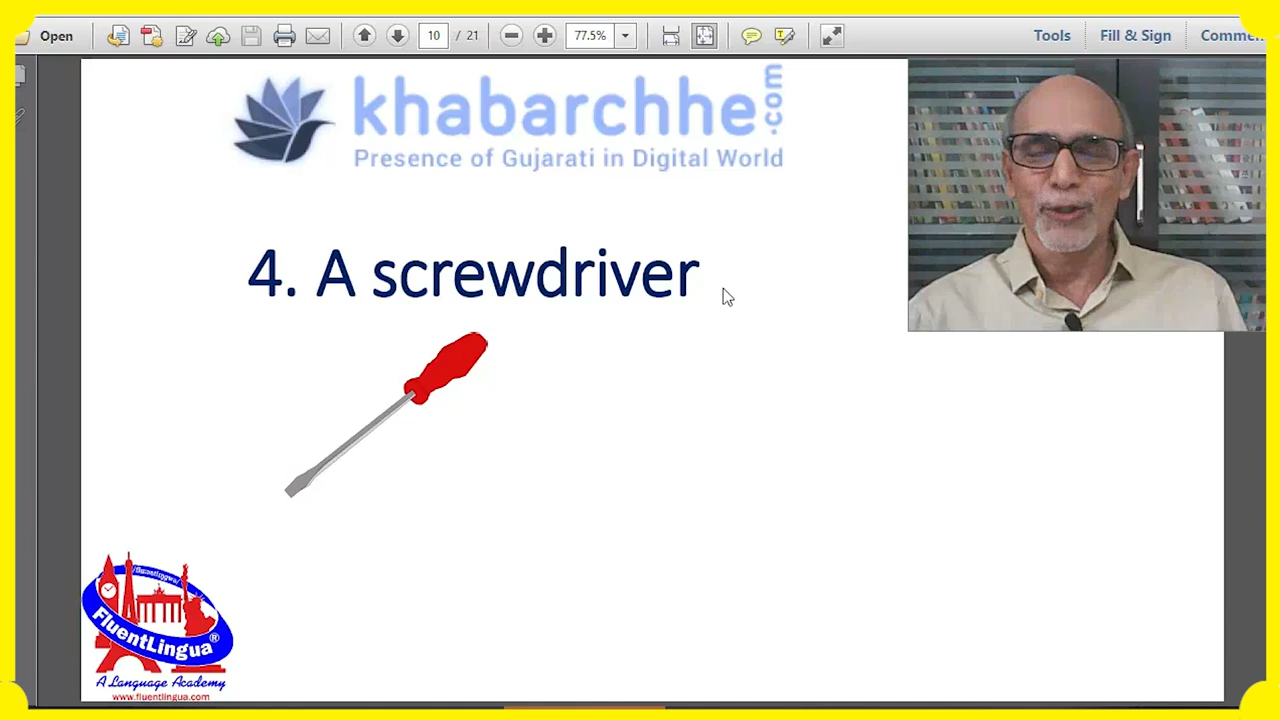 Open
10 / 21
77.5%
Tools
Fill & Sign
khabarchhe.com
Presence of Gujarati in Digital World
4. A screwdriver
FluentLingua®
A Language Academy
www.fluentlingua.com